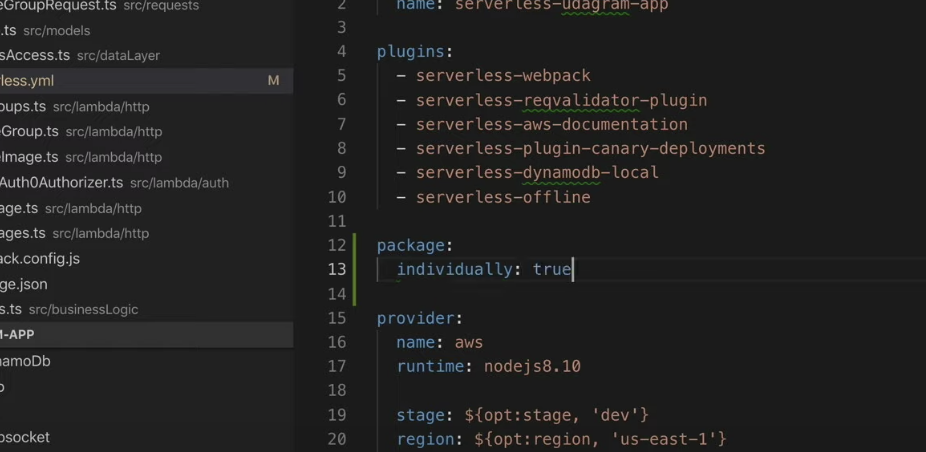 eGroupRequest.ts src/requests
.ts src/models
sAccess.ts src/dataLayer
less.yml M
oups.ts src/lambda/http
eGroup.ts src/lambda/http
eImage.ts src/lambda/http
Auth0Authorizer.ts src/lambda/auth
age.ts src/lambda/http
ages.ts src/lambda/http
ack.config.js
ge.json
s.ts src/businessLogic
M-APP
namoDb
o
bsocket
2 name: serverless-udagram-app
3
4 plugins:
5 - serverless-webpack
6 - serverless-reqvalidator-plugin
7 - serverless-aws-documentation
8 - serverless-plugin-canary-deployments
9 - serverless-dynamodb-local
10 - serverless-offline
11
12 package:
13 individually: true
14
15 provider:
16 name: aws
17 runtime: nodejs8.10
18
19 stage: ${opt:stage, 'dev'}
20 region: ${opt:region, 'us-east-1'}